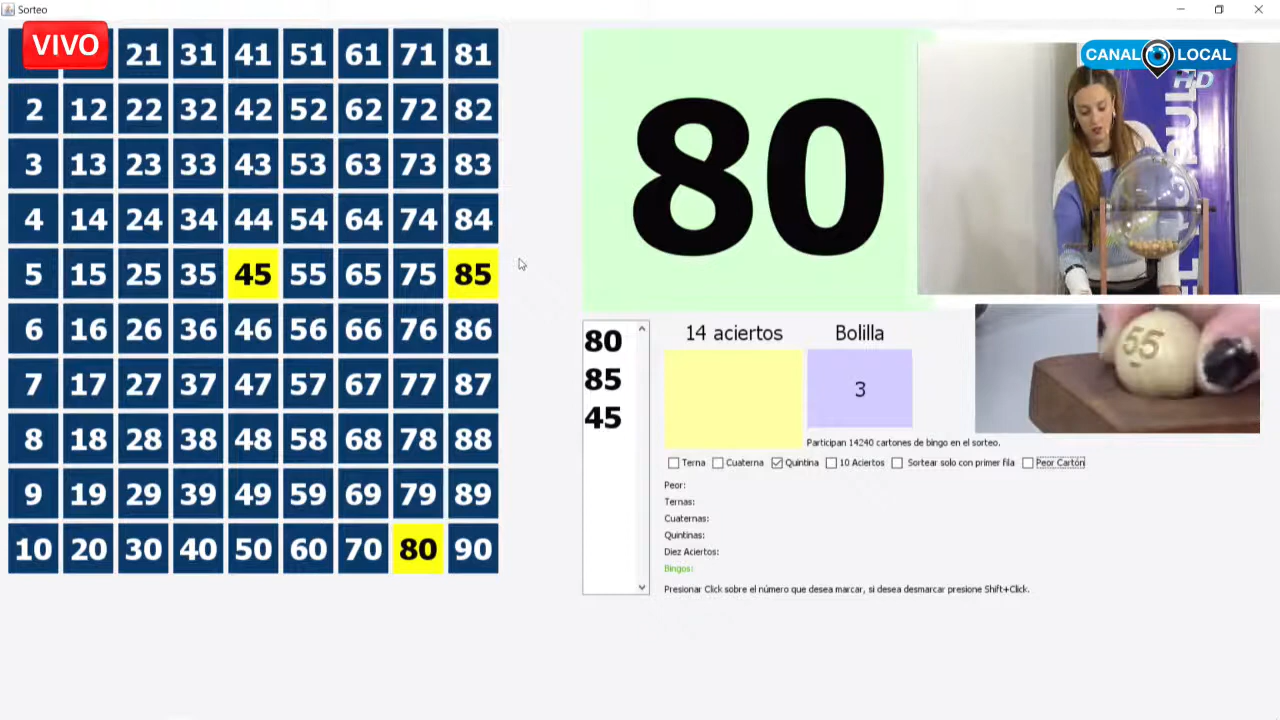 Sorteo
VIVO
21 31 41 51 61 71 81
2 12 22 32 42 52 62 72 82
3 13 23 33 43 53 63 73 83
4 14 24 34 44 54 64 74 84
5 15 25 35 45 55 65 75 85
6 16 26 36 46 56 66 76 86
7 17 27 37 47 57 67 77 87
8 18 28 38 48 58 68 78 88
9 19 29 39 49 59 69 79 89
10 20 30 40 50 60 70 80 90
80
80
85
45
14 aciertos
Bolilla
3
Participan 14240 cartones de bingo en el sorteo.
Terna Cuaterna Quintina 10 Aciertos Sortear solo con primer fila Peor Cartón
Peor:
Ternas:
Cuaternas:
Quintinas:
Diez Aciertos:
Bingos:
Presionar Click sobre el número que desea marcar, si desea desmarcar presione Shift+Click.
CANAL LOCAL
HD
55